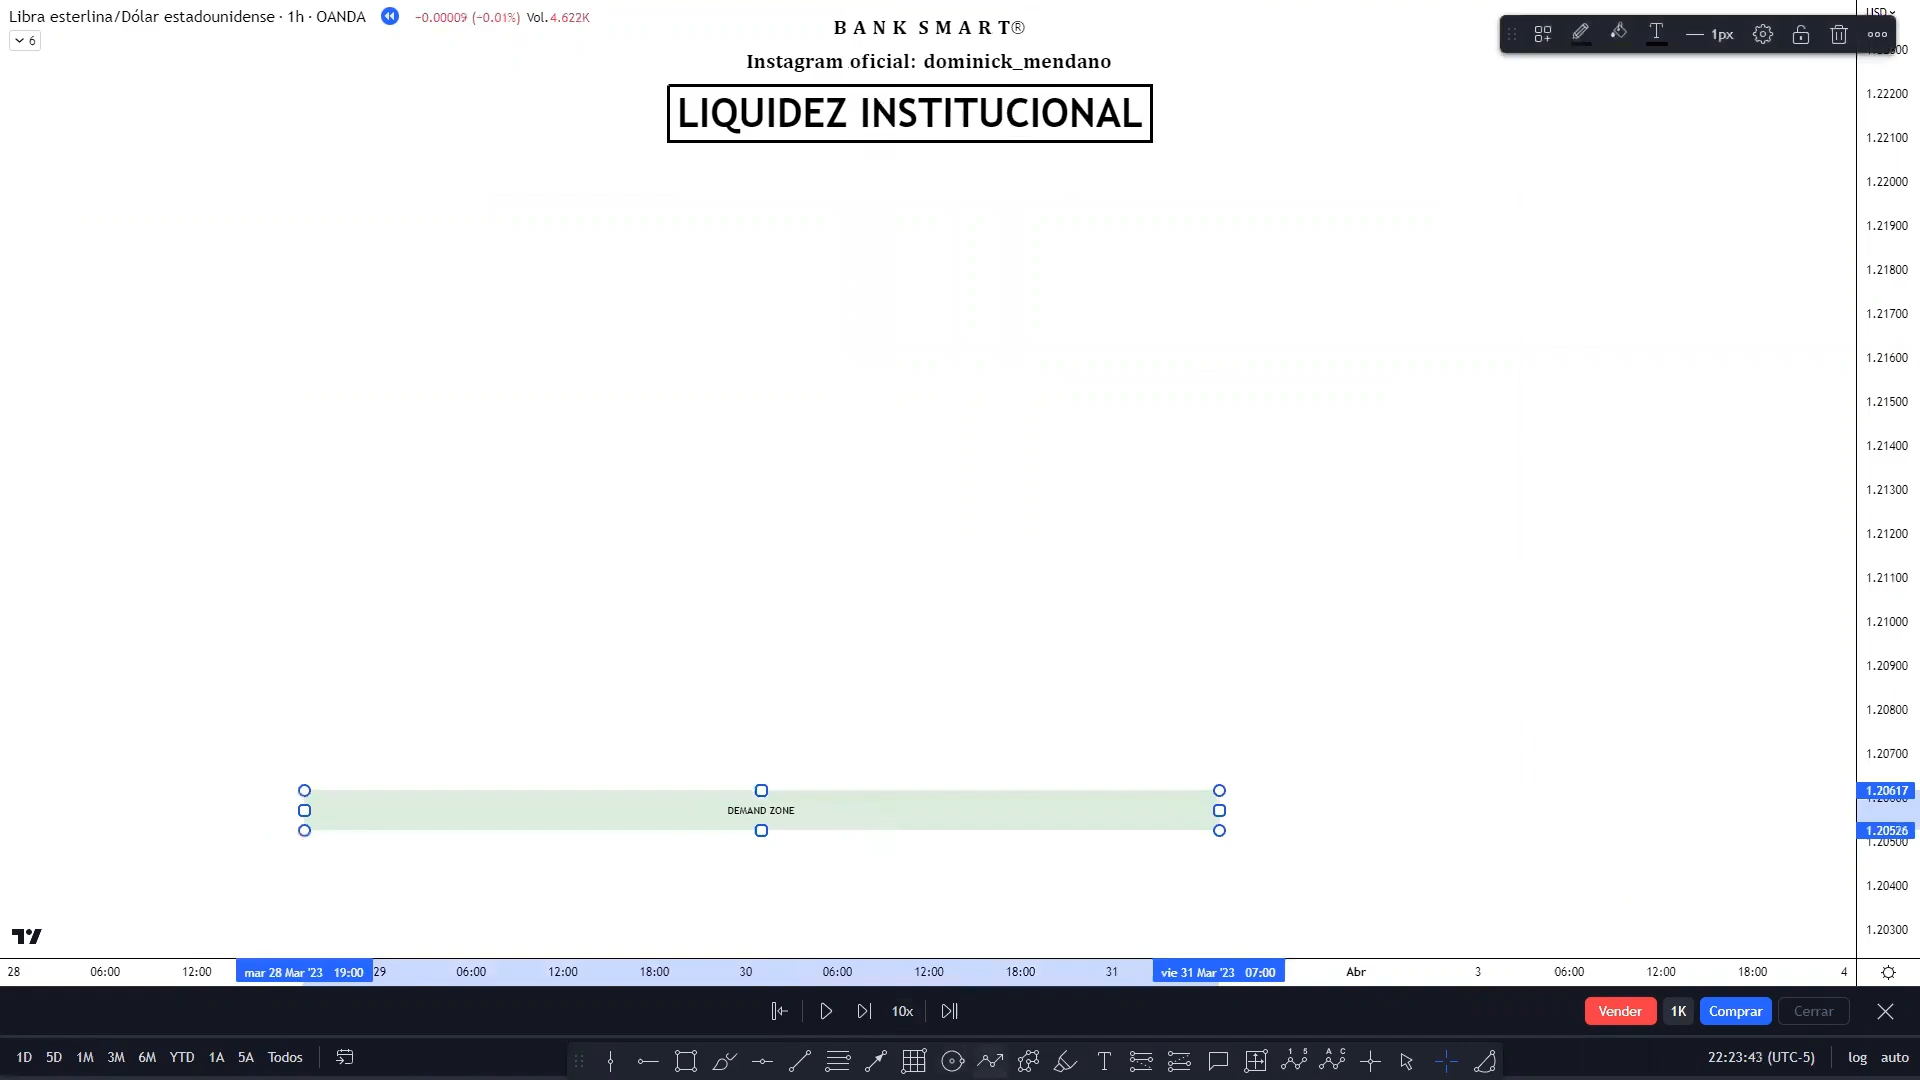 Libra esterlina/Dólar estadounidense · 1h · OANDA −0.00009 (−0.01%) Vol.4.622K
6
B A N K S M A R T®
Instagram oficial: dominick_mendano
LIQUIDEZ INSTITUCIONAL
1px
USD
1.22200
1.22100
1.22000
1.21900
1.21800
1.21700
1.21600
1.21500
1.21400
1.21300
1.21200
1.21100
1.21000
1.20900
1.20800
1.20700
1.20617
DEMAND ZONE
1.20526
1.20500
1.20400
1.20300
28 06:00 12:00 mar 28 Mar '23 19:00 29 06:00 12:00 18:00 30 06:00 12:00 18:00 31 vie 31 Mar '23 07:00 Abr 3 06:00 12:00 18:00 4
10x Vender 1K Comprar Cerrar
1D 5D 1M 3M 6M YTD 1A 5A Todos 22:23:43 (UTC-5) log auto